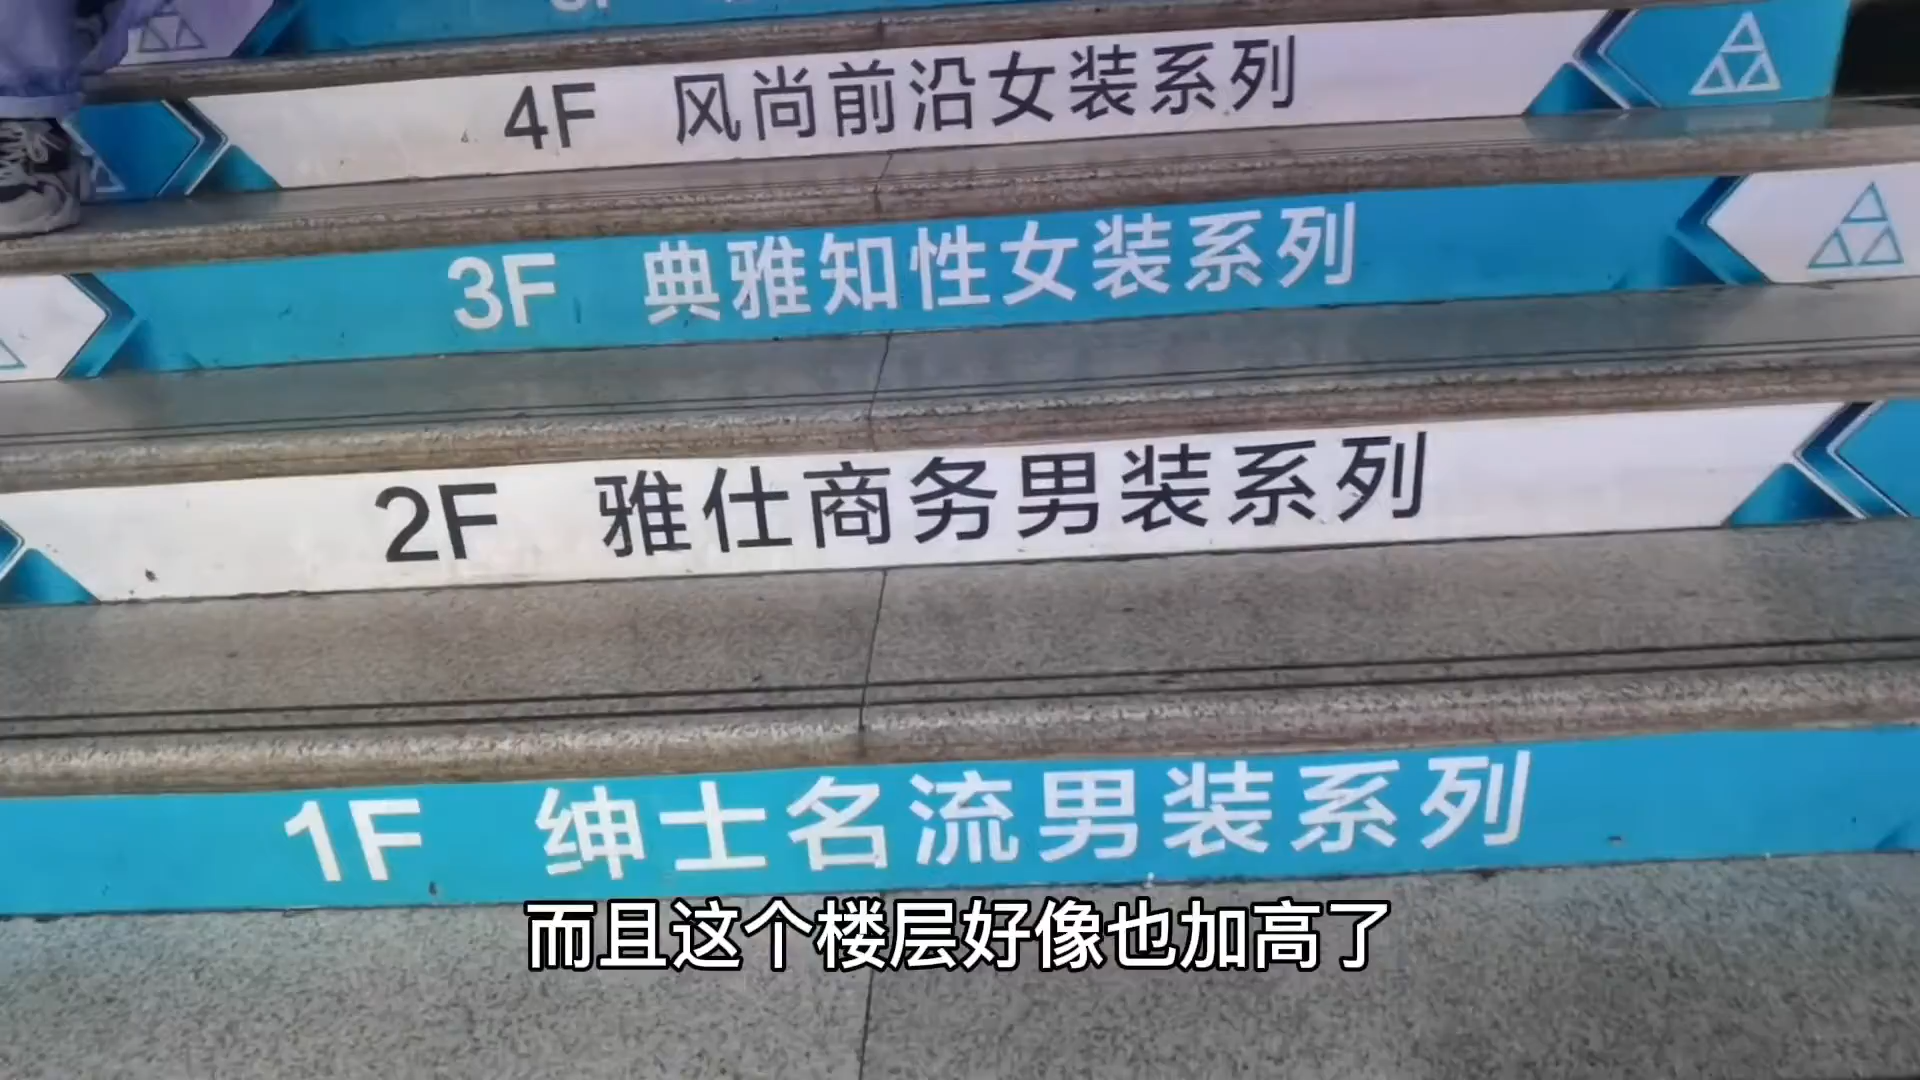 4F 风尚前沿女装系列
3F 典雅知性女装系列
2F 雅仕商务男装系列
1F 绅士名流男装系列
而且这个楼层好像也加高了